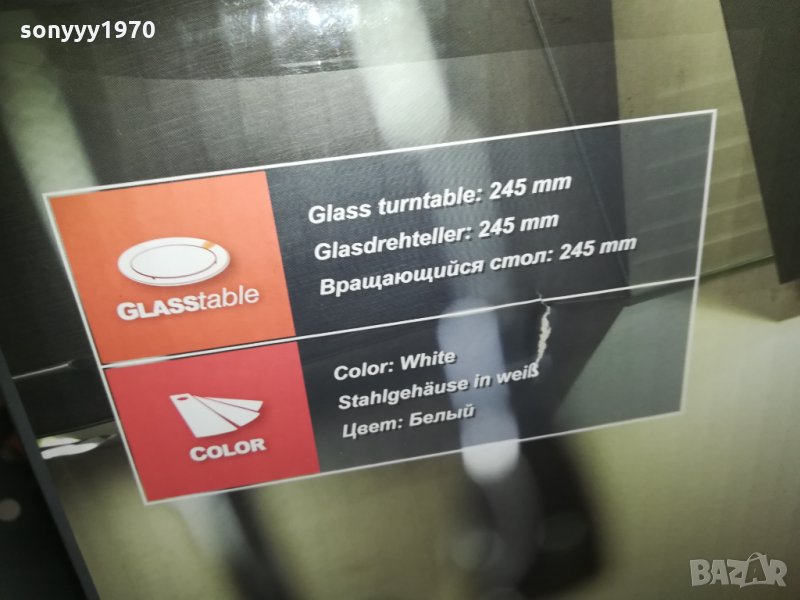 sonyyy1970
Glass turntable: 245 mm
Glasdrehteller: 245 mm
Вращающийся стол: 245 mm
GLASStable
Color: White
Stahlgehäuse in weiß
Цвет: Белый
COLOR
BAZAR